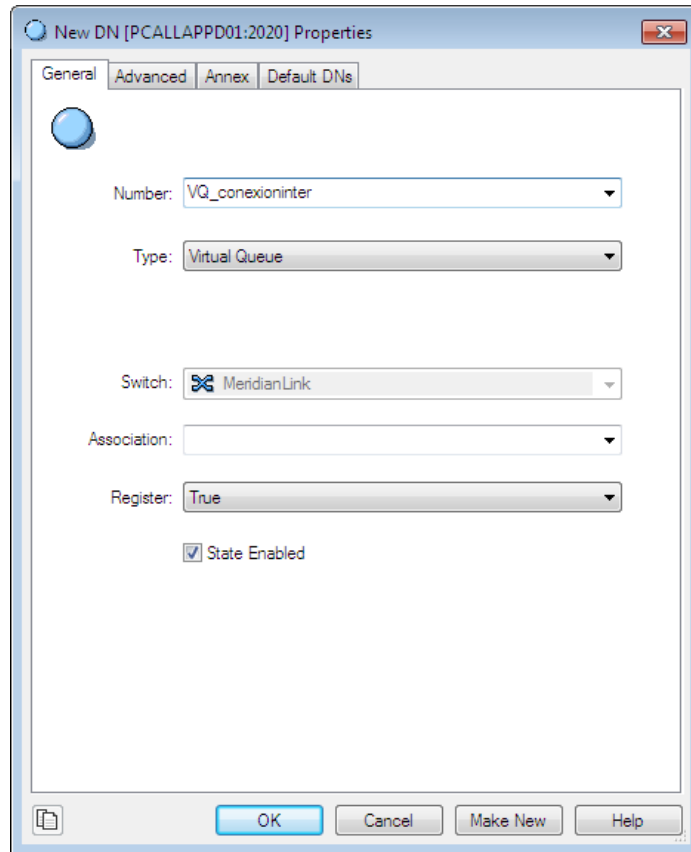 New DN [PCALLAPPD01:2020] Properties
General Advanced Annex Default DNs
Number: VQ_conexioninter
Type: Virtual Queue
Switch: MeridianLink
Association:
Register: True
State Enabled
OK Cancel Make New Help